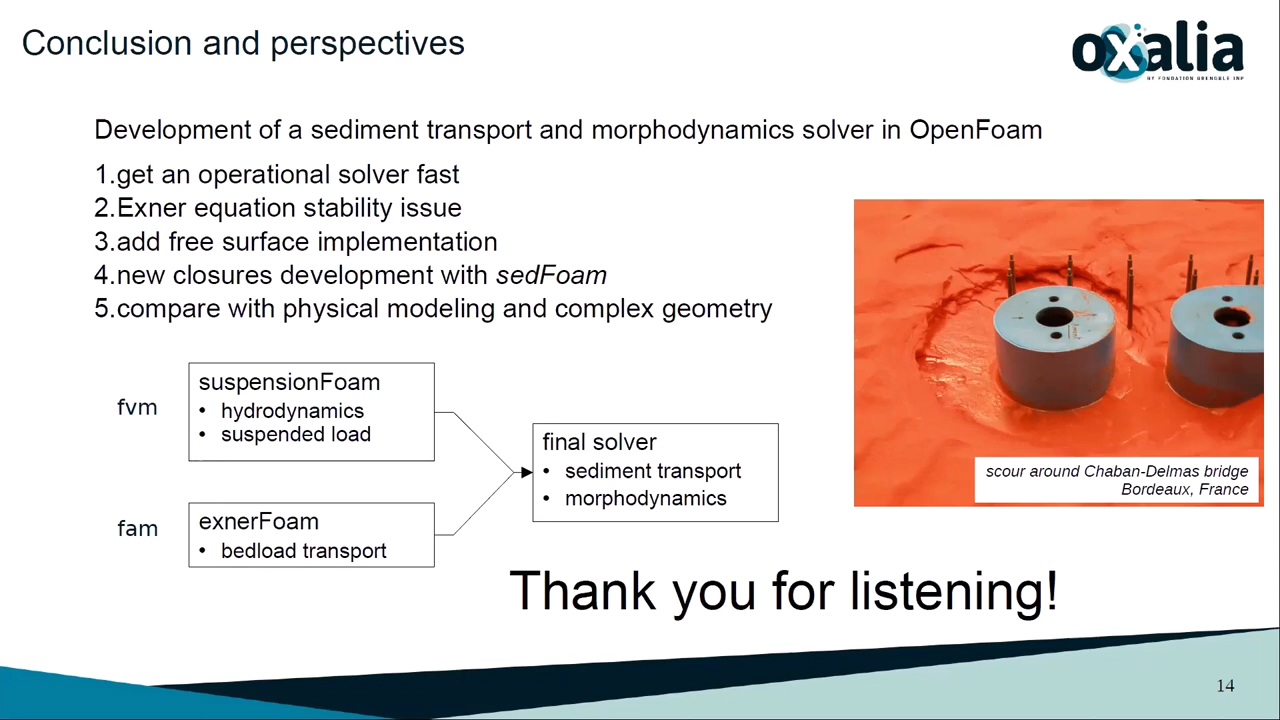 Conclusion and perspectives
oxalia
BY FONDATION GRENOBLE INP
Development of a sediment transport and morphodynamics solver in OpenFoam
1.get an operational solver fast
2.Exner equation stability issue
3.add free surface implementation
4.new closures development with sedFoam
5.compare with physical modeling and complex geometry
fvm
suspensionFoam
• hydrodynamics
• suspended load
fam
exnerFoam
• bedload transport
final solver
• sediment transport
• morphodynamics
scour around Chaban-Delmas bridge
Bordeaux, France
Thank you for listening!
14